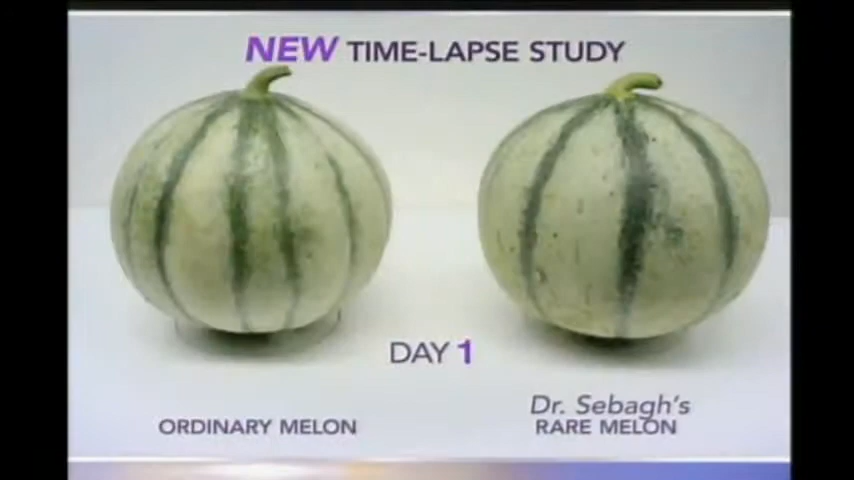 NEW TIME-LAPSE STUDY
DAY 1
ORDINARY MELON
Dr. Sebagh's
RARE MELON